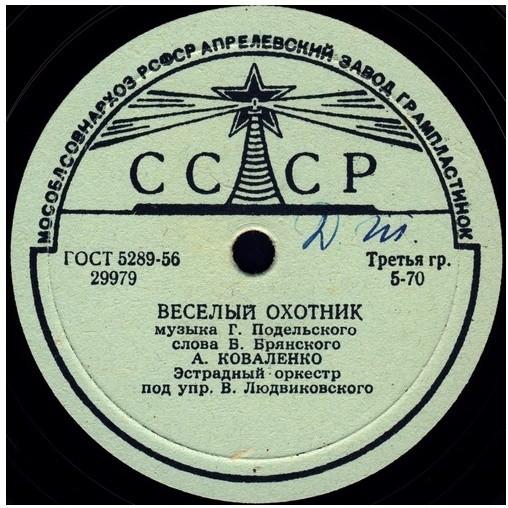 МОСОБЛСОВНАРХОЗ РСФСР АПРЕЛЕВСКИЙ ЗАВОД ГРАМПЛАСТИНОК
СССР
ГОСТ 5289-56
29979
Третья гр.
5-70
ВЕСЕЛЫЙ ОХОТНИК
музыка Г. Подельского
слова Б. Брянского
А. КОВАЛЕНКО
Эстрадный оркестр
под упр. В. Людвиковского